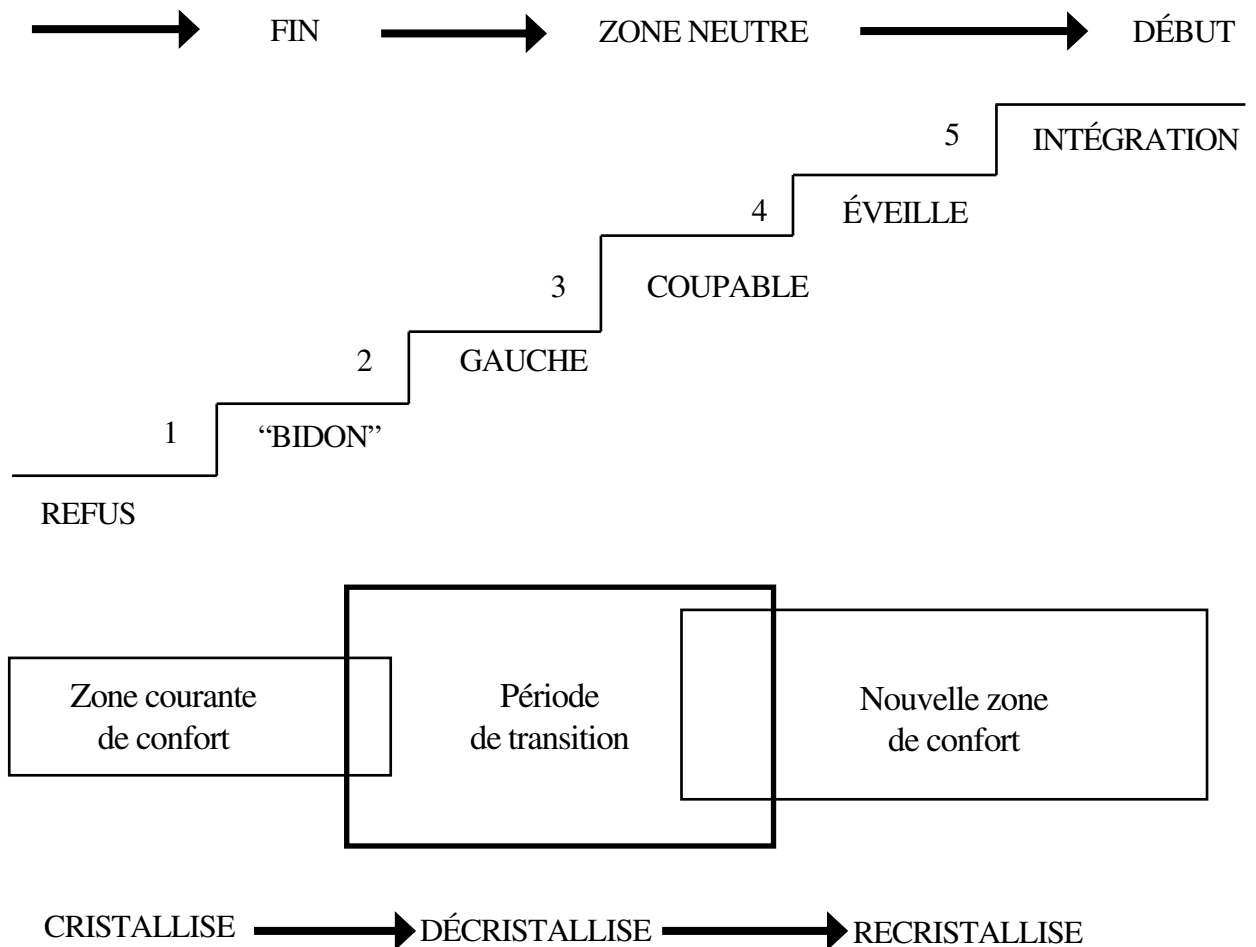 FIN ZONE NEUTRE DÉBUT
5 INTÉGRATION
4 ÉVEILLE
3 COUPABLE
2 GAUCHE
1 “BIDON”
REFUS
Zone courante
de confort
Période
de transition
Nouvelle zone
de confort
CRISTALLISE DÉCRISTALLISE RECRISTALLISE